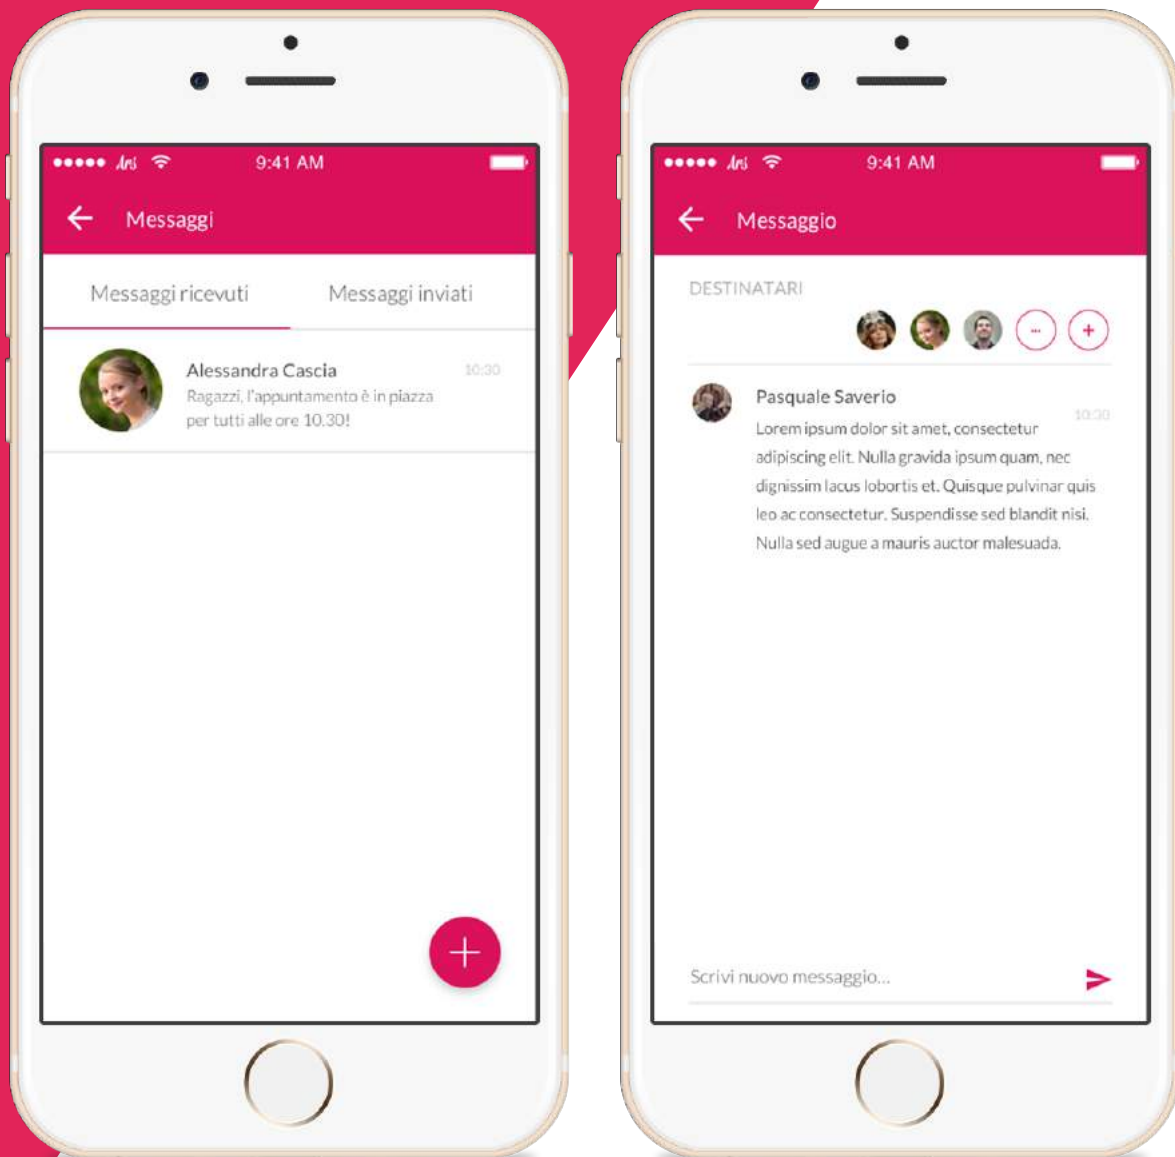 9:41 AM
Messaggi
Messaggi ricevuti
Messaggi inviati
Alessandra Cascia
10:30
Ragazzi, l'appuntamento è in piazza
per tutti alle ore 10.30!
9:41 AM
Messaggio
DESTINATARI
Pasquale Saverio
10:30
Lorem ipsum dolor sit amet, consectetur
adipiscing elit. Nulla gravida ipsum quam, nec
dignissim lacus lobortis et. Quisque pulvinar quis
leo ac consectetur. Suspendisse sed blandit nisi.
Nulla sed augue a mauris auctor malesuada.
Scrivi nuovo messaggio...